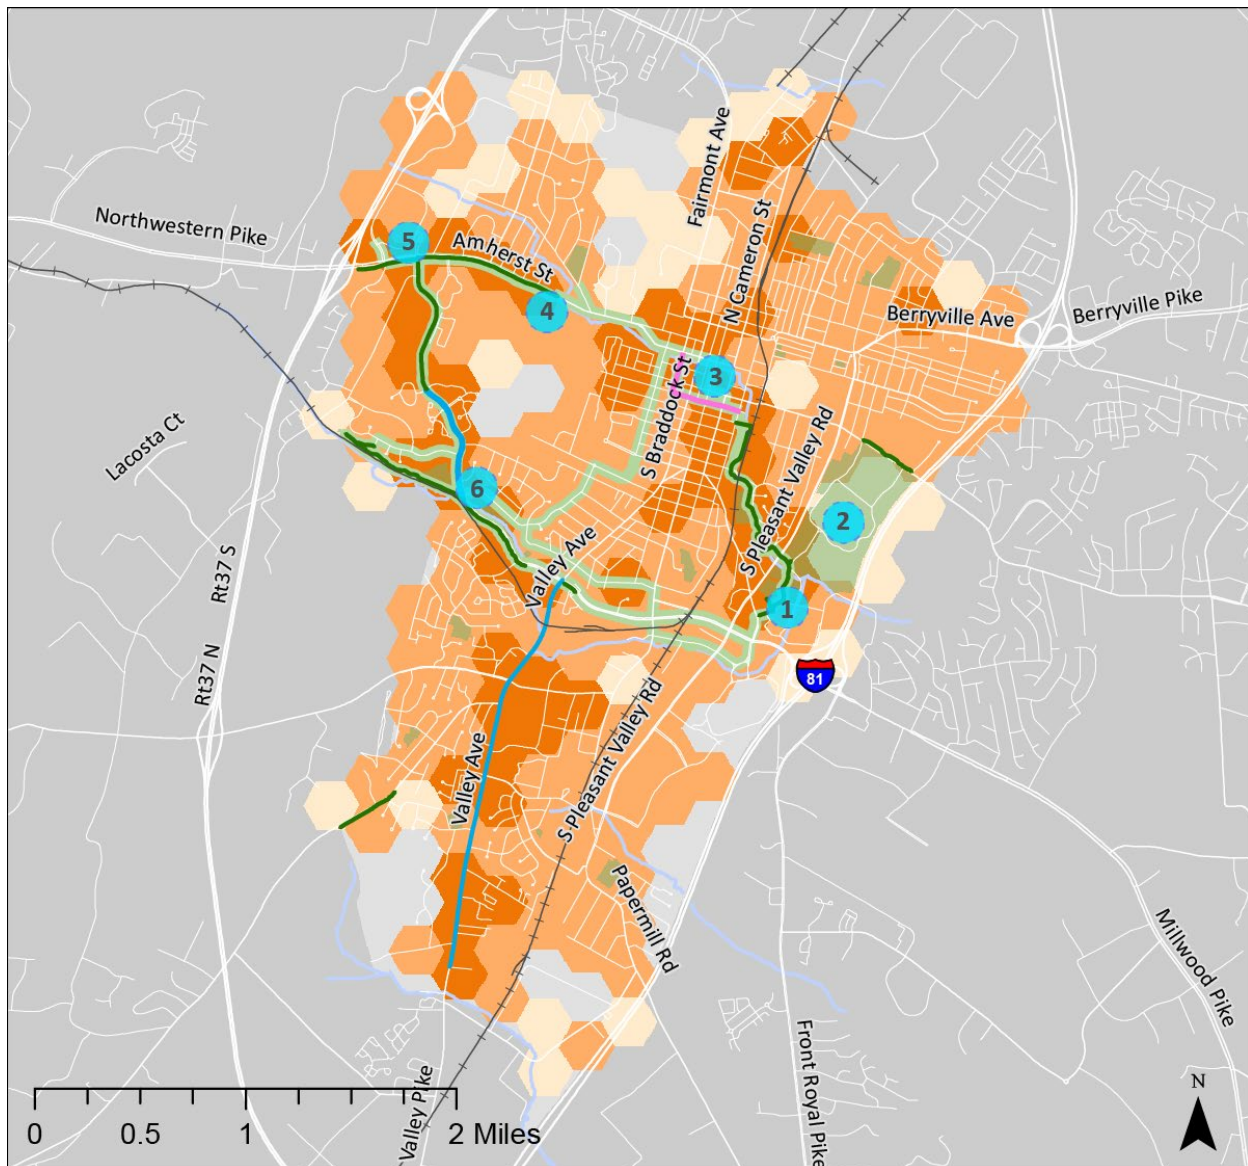 Fairmont Ave
Northwestern Pike
5
Amherst St
N Cameron St
4
Berryville Ave
Berryville Pike
3
S Braddock St
Lacosta Ct
S Pleasant Valley Rd
6
2
Valley Ave
Rt37 S
1
Rt37 N
81
Valley Ave
S Pleasant Valley Rd
Papermill Rd
Millwood Pike
Front Royal Pike
Valley Pike
N
0 0.5 1 2 Miles